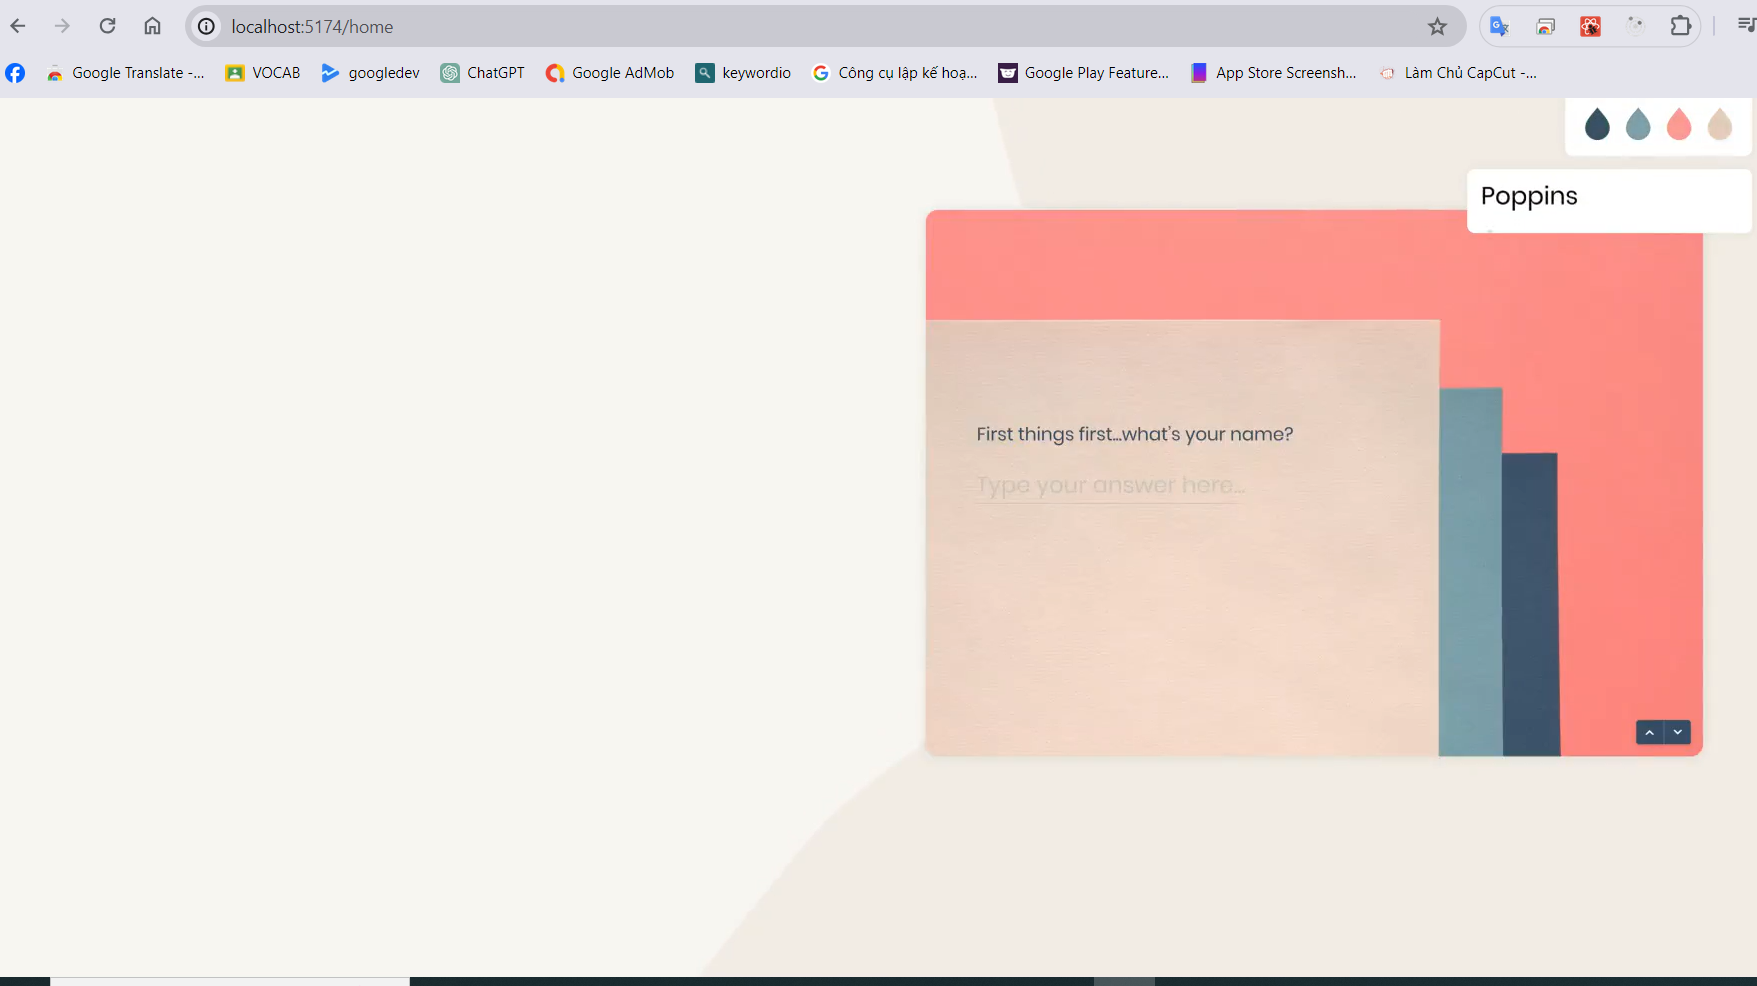 localhost:5174/home
Google Translate -...
VOCAB
googledev
ChatGPT
Google AdMob
keywordio
Công cụ lập kế hoạ...
Google Play Feature...
App Store Screensh...
Làm Chủ CapCut -...
Poppins
First things first...what's your name?
Type your answer here...